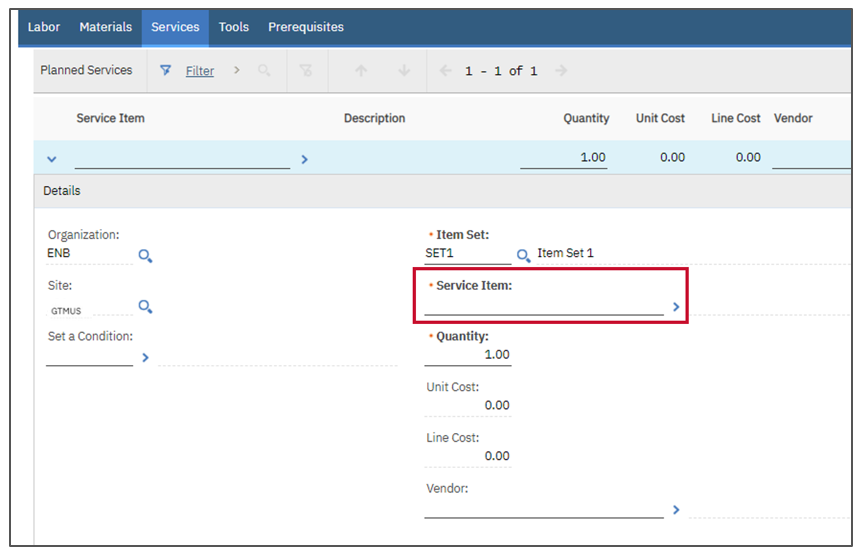 Labor Materials Services Tools Prerequisites
Planned Services Filter 1 - 1 of 1
Service Item Description Quantity Unit Cost Line Cost Vendor
1.00 0.00 0.00
Details
Organization: • Item Set:
ENB SET1 Item Set 1
Site: • Service Item:
GTMUS
Set a Condition: • Quantity:
1.00
Unit Cost:
0.00
Line Cost:
0.00
Vendor: